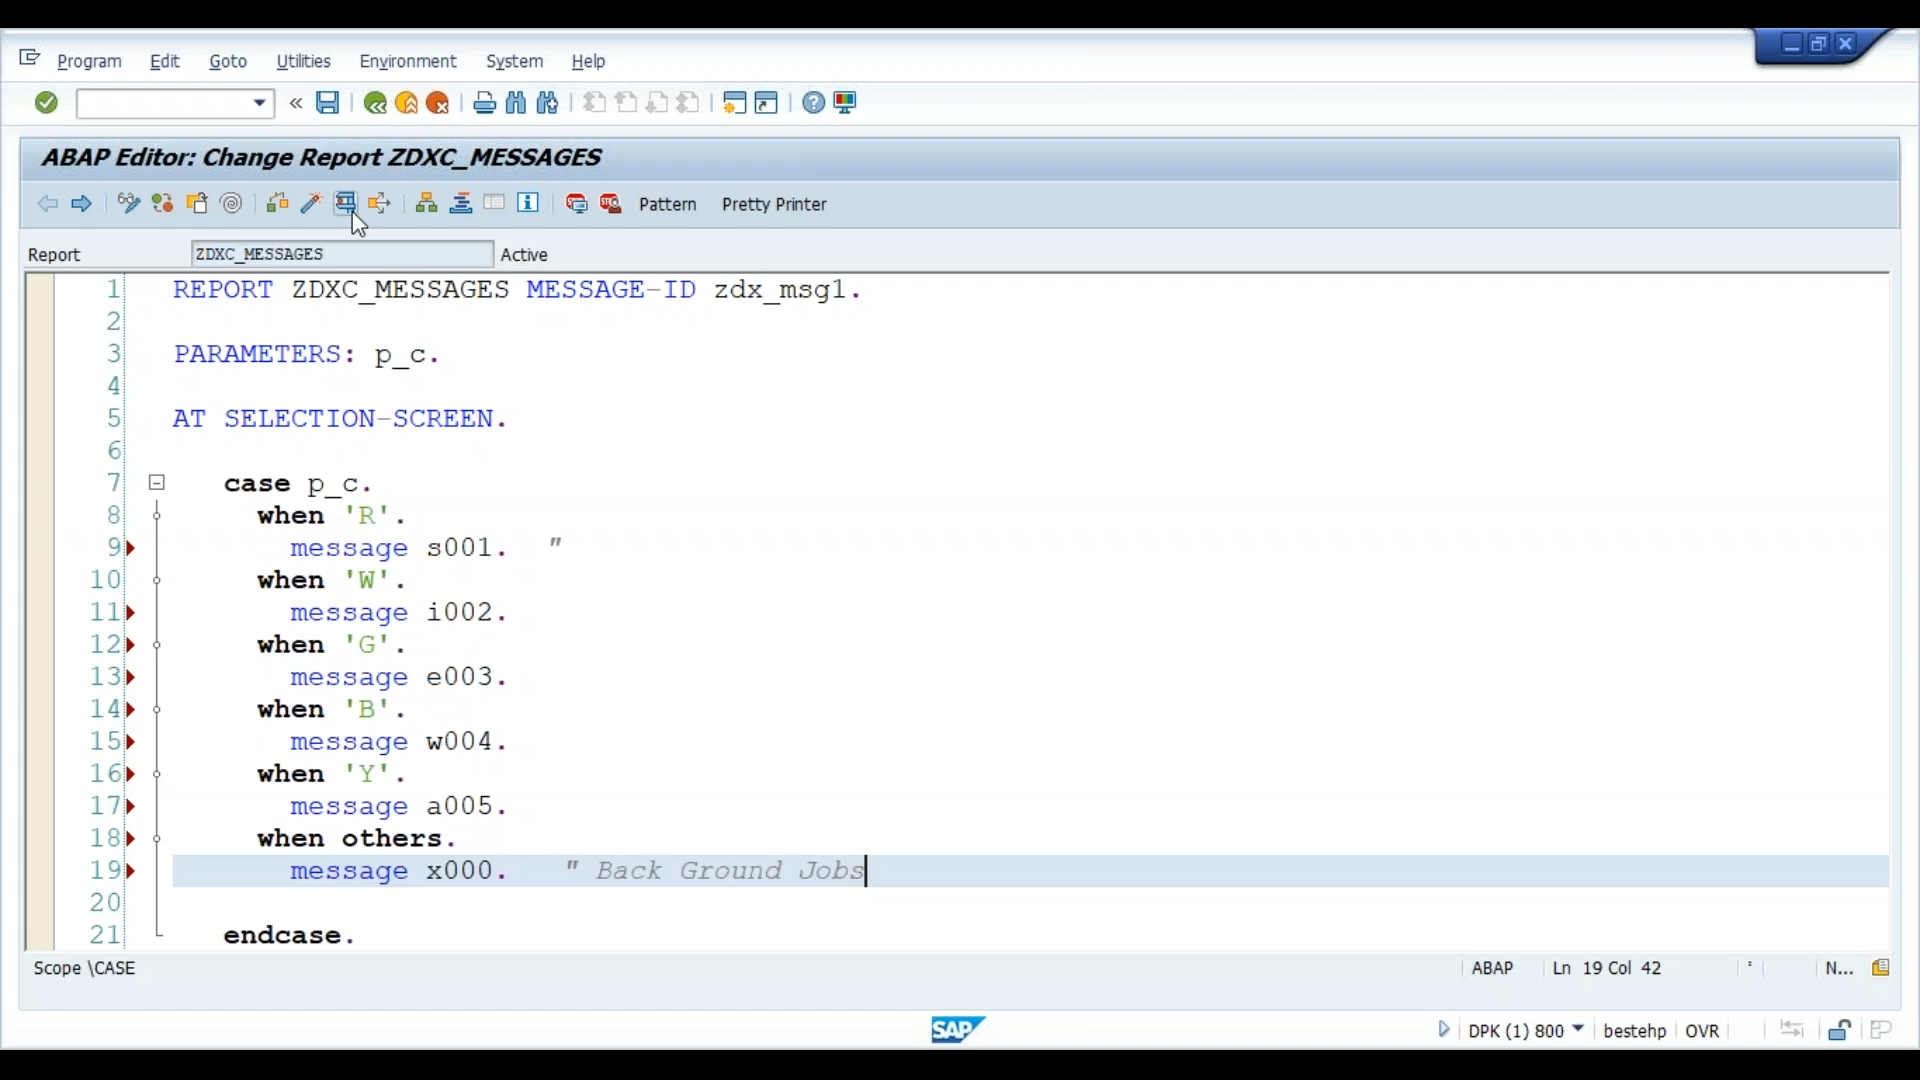 Program Edit Goto Utilities Environment System Help
«
ABAP Editor: Change Report ZDXC_MESSAGES
Pattern Pretty Printer
Report ZDXC_MESSAGES Active
1 REPORT ZDXC_MESSAGES MESSAGE-ID zdx_msg1.
2
3 PARAMETERS: p_c.
4
5 AT SELECTION-SCREEN.
6
7 case p_c.
8 when 'R'.
9 message s001. "
10 when 'W'.
11 message i002.
12 when 'G'.
13 message e003.
14 when 'B'.
15 message w004.
16 when 'Y'.
17 message a005.
18 when others.
19 message x000. " Back Ground Jobs
20
21 endcase.
Scope \CASE ABAP Ln 19 Col 42 N...
SAP DPK (1) 800 bestehp OVR